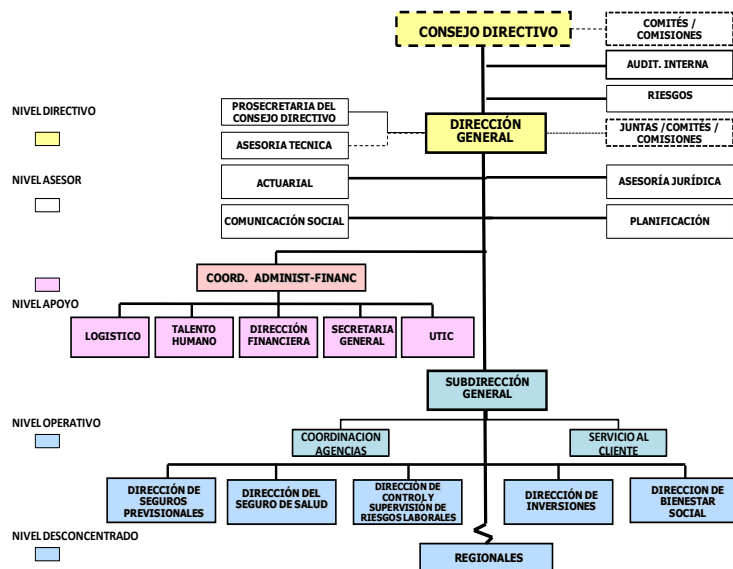 CONSEJO DIRECTIVO
COMITÉS /
COMISIONES
AUDIT. INTERNA
RIESGOS
NIVEL DIRECTIVO
PROSECRETARIA DEL
CONSEJO DIRECTIVO
DIRECCIÓN
GENERAL
JUNTAS /COMITÉS /
COMISIONES
ASESORIA TECNICA
NIVEL ASESOR
ACTUARIAL
ASESORÍA JURÍDICA
COMUNICACIÓN SOCIAL
PLANIFICACIÓN
COORD. ADMINIST-FINANC
NIVEL APOYO
LOGISTICO
TALENTO
HUMANO
DIRECCIÓN
FINANCIERA
SECRETARIA
GENERAL
UTIC
SUBDIRECCIÓN
GENERAL
NIVEL OPERATIVO
COORDINACION
AGENCIAS
SERVICIO AL
CLIENTE
DIRECCIÓN DE
SEGUROS
PREVISIONALES
DIRECCIÓN DEL
SEGURO DE SALUD
DIRECCIÓN DE
CONTROL Y
SUPERVISIÓN DE
RIESGOS LABORALES
DIRECCIÓN DE
INVERSIONES
DIRECCION DE
BIENESTAR
SOCIAL
NIVEL DESCONCENTRADO
REGIONALES